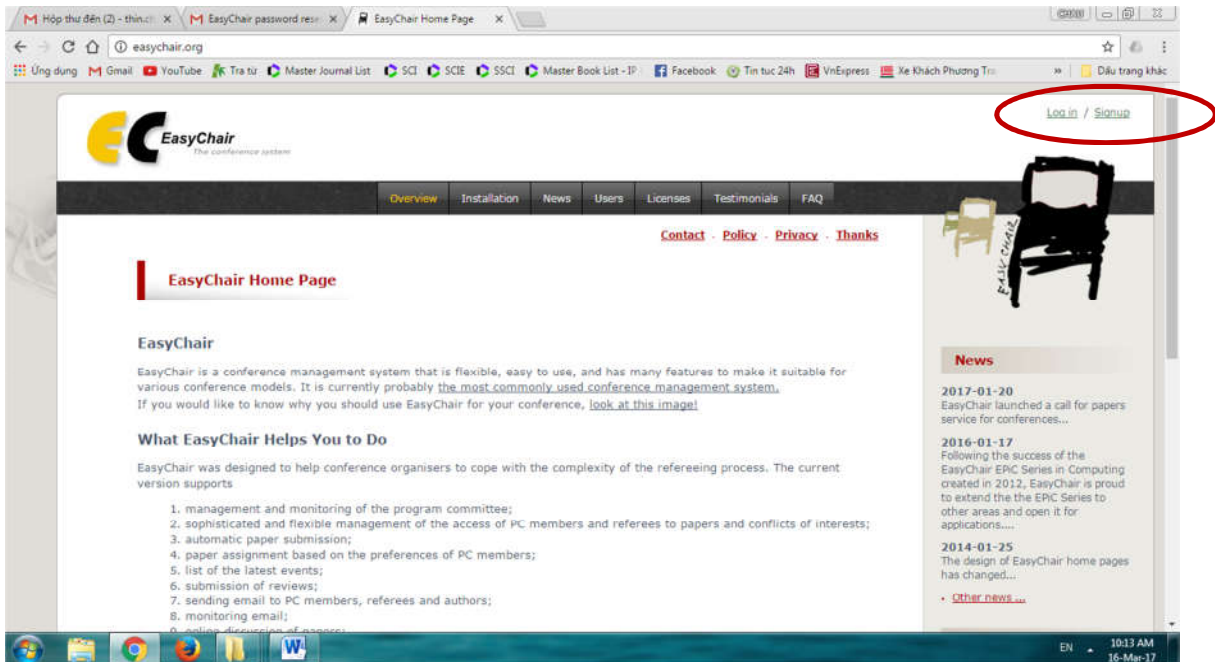 Hộp thư đến (2) - thin.c
EasyChair password rese
EasyChair Home Page
easychair.org
Ứng dụng Gmail YouTube Tra từ Master Journal List SCI SCIE SSCI Master Book List - IP Facebook Tin tuc 24h VnExpress Xe Khách Phương Tra » Dấu trang khác
Log in / Signup
EC EasyChair
The conference system
Overview Installation News Users Licenses Testimonials FAQ
Contact . Policy . Privacy . Thanks
EASY CHAIR
EasyChair Home Page
EasyChair
EasyChair is a conference management system that is flexible, easy to use, and has many features to make it suitable for
various conference models. It is currently probably the most commonly used conference management system.
If you would like to know why you should use EasyChair for your conference, look at this image!
What EasyChair Helps You to Do
EasyChair was designed to help conference organisers to cope with the complexity of the refereeing process. The current
version supports
1. management and monitoring of the program committee;
2. sophisticated and flexible management of the access of PC members and referees to papers and conflicts of interests;
3. automatic paper submission;
4. paper assignment based on the preferences of PC members;
5. list of the latest events;
6. submission of reviews;
7. sending email to PC members, referees and authors;
8. monitoring email;
9. online discussion of papers;
News
2017-01-20
EasyChair launched a call for papers
service for conferences...
2016-01-17
Following the success of the
EasyChair EPiC Series in Computing
created in 2012, EasyChair is proud
to extend the the EPiC Series to
other areas and open it for
applications....
2014-01-25
The design of EasyChair home pages
has changed...
• Other news ...
EN
10:13 AM
16-Mar-17